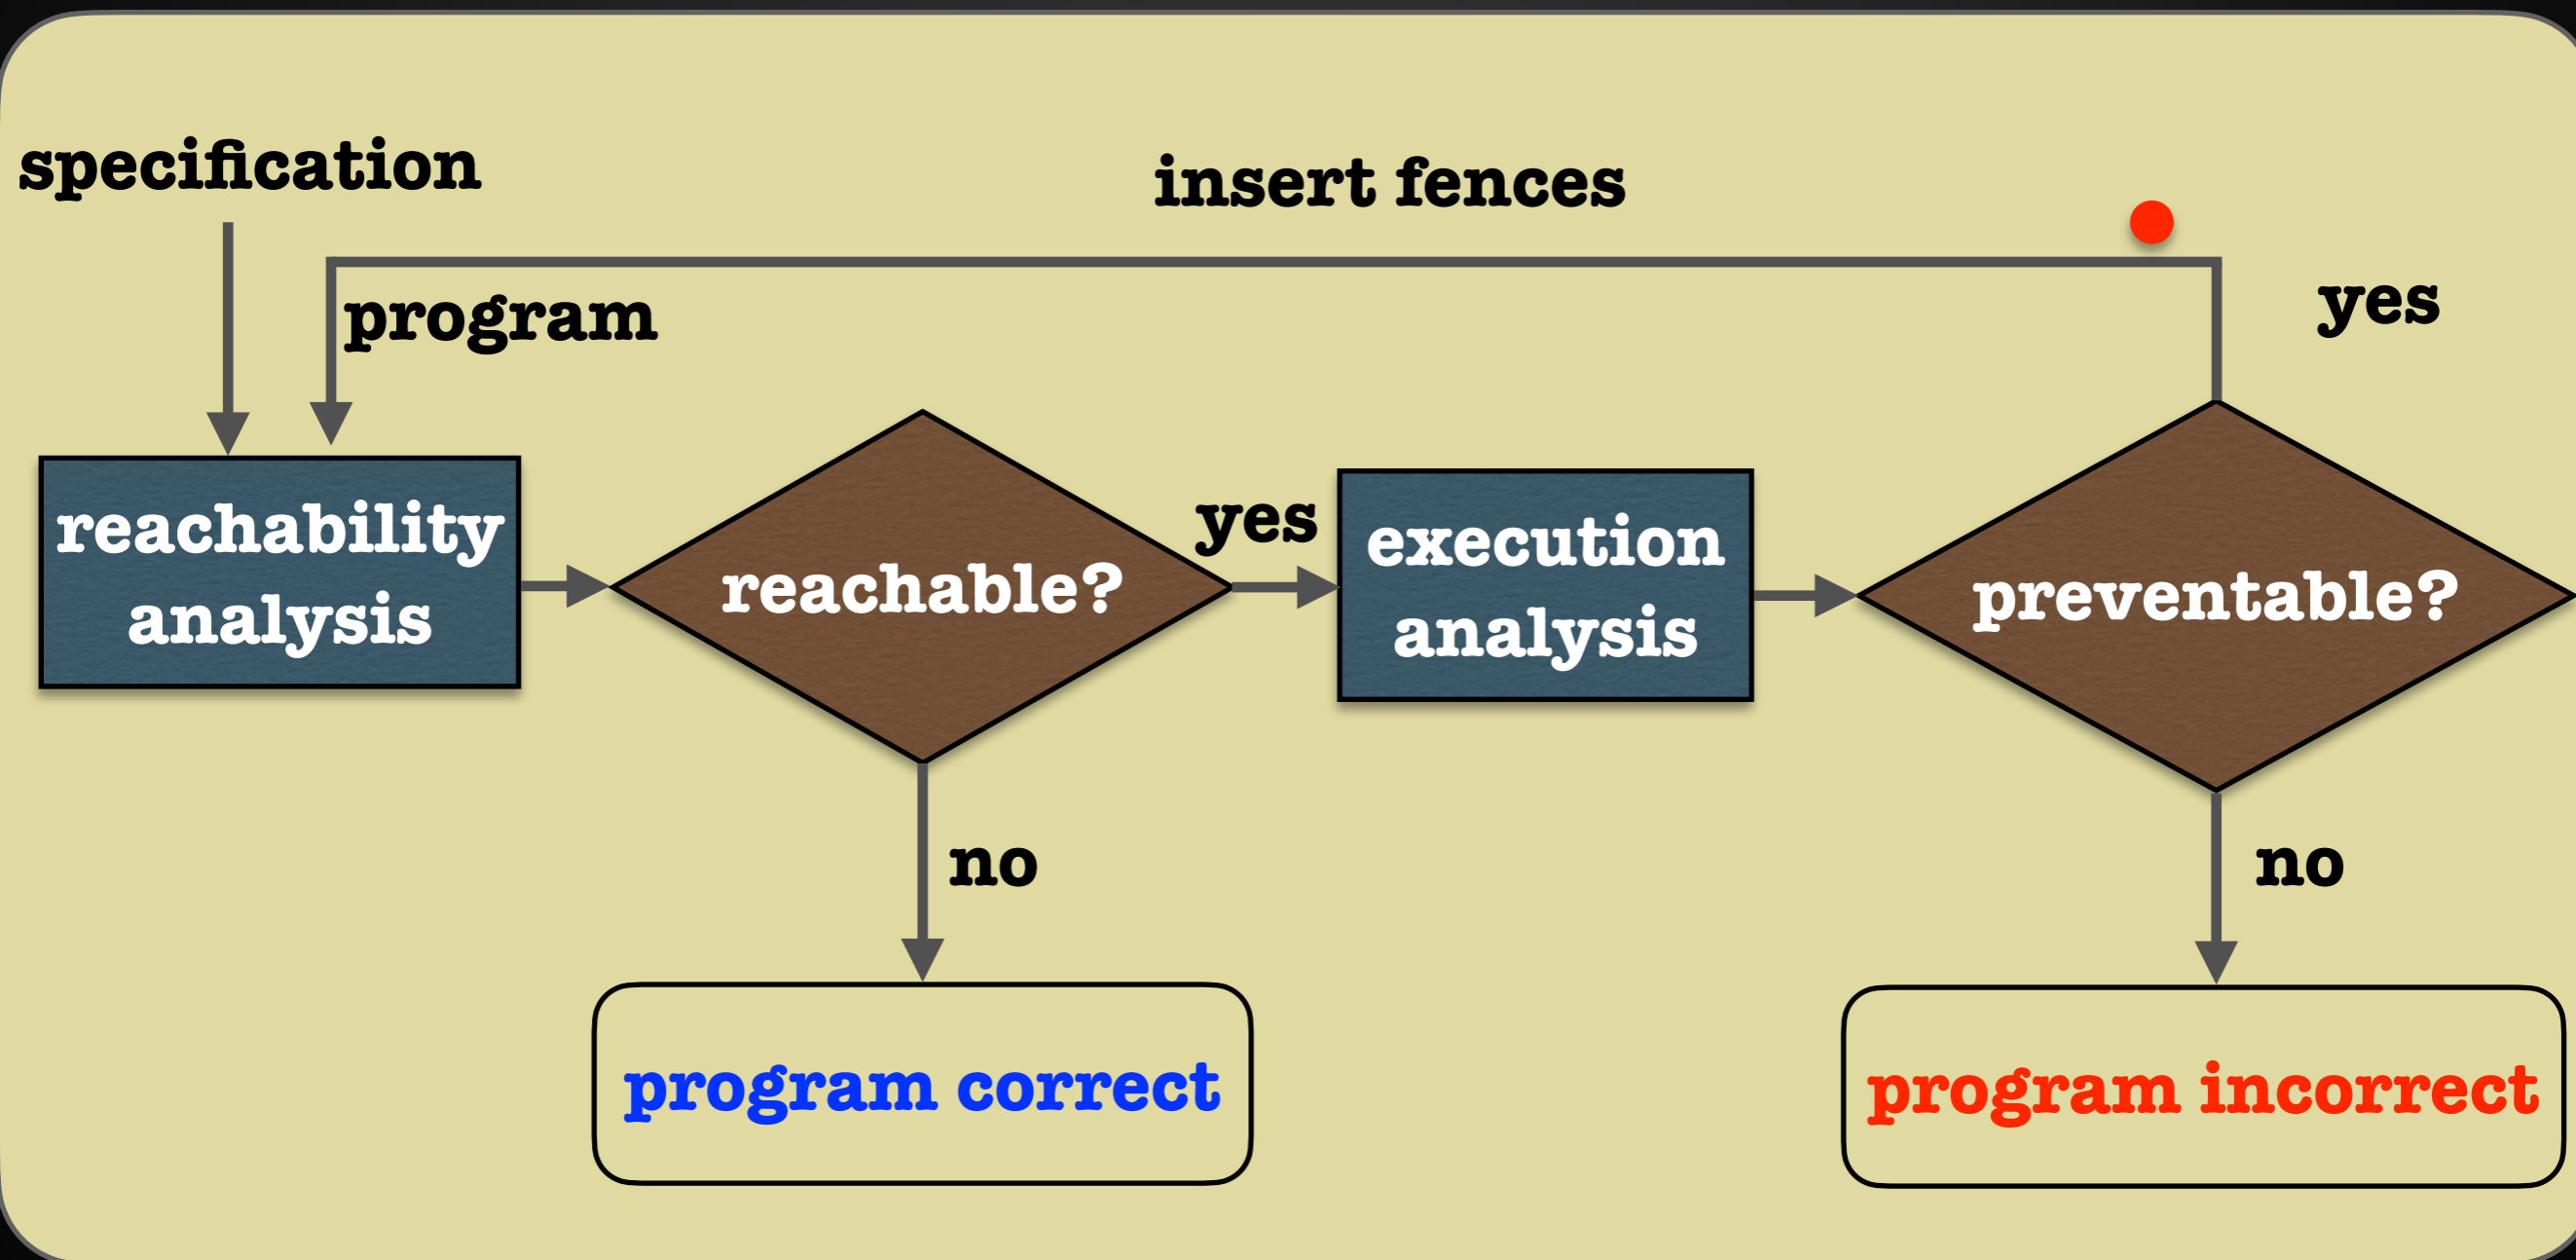 specification
insert fences
program
yes
reachability
analysis
reachable?
yes
execution
analysis
preventable?
no
no
program correct
program incorrect